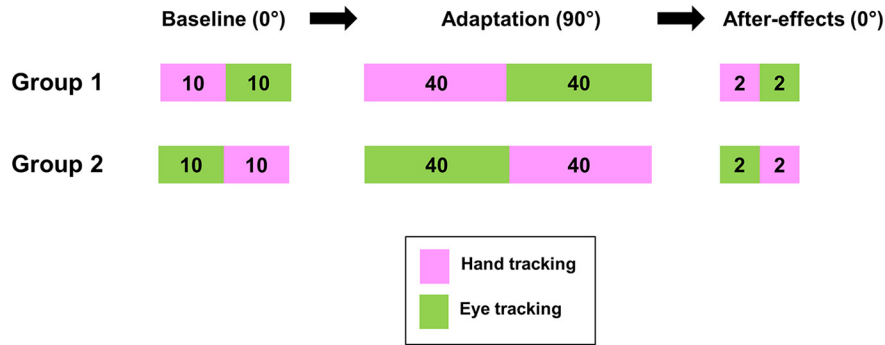 Baseline (0°) Adaptation (90°) After-effects (0°)
Group 1 10 10 40 40 2 2
Group 2 10 10 40 40 2 2
Hand tracking
Eye tracking